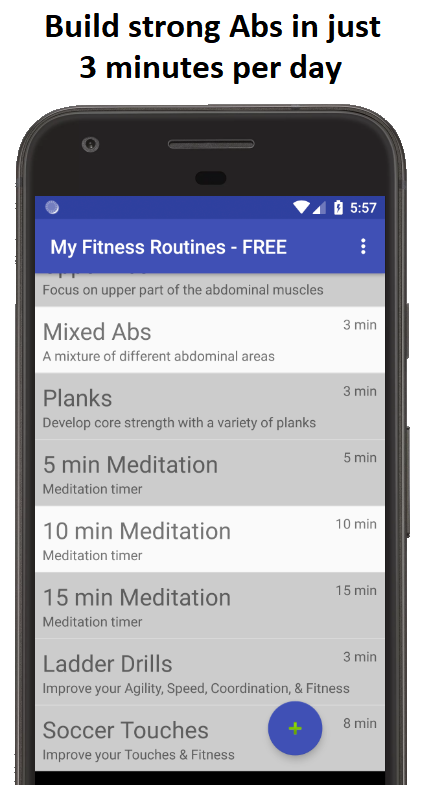 Build strong Abs in just
3 minutes per day
5:57
My Fitness Routines - FREE
Focus on upper part of the abdominal muscles
Mixed Abs
3 min
A mixture of different abdominal areas
Planks
3 min
Develop core strength with a variety of planks
5 min Meditation
5 min
Meditation timer
10 min Meditation
10 min
Meditation timer
15 min Meditation
15 min
Meditation timer
Ladder Drills
3 min
Improve your Agility, Speed, Coordination, & Fitness
Soccer Touches
8 min
Improve your Touches & Fitness